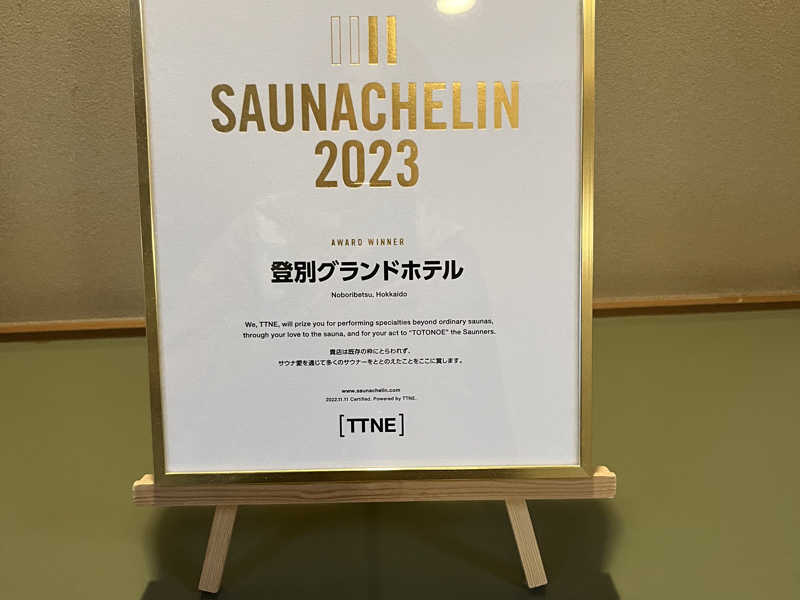 SAUNACHELIN
2023
AWARD WINNER
登別グランドホテル
Noboribetsu, Hokkaido
We, TTNE, will prize you for performing specialties beyond ordinary saunas,
through your love to the sauna, and for your act to "TOTONOE" the Saunners.
貴店は既存の枠にとらわれず、
サウナ愛を通じて多くのサウナーをととのえたことをここに賞します。
www.saunachelin.com
2022.11.11 Certified. Powered by TTNE.
[TTNE]